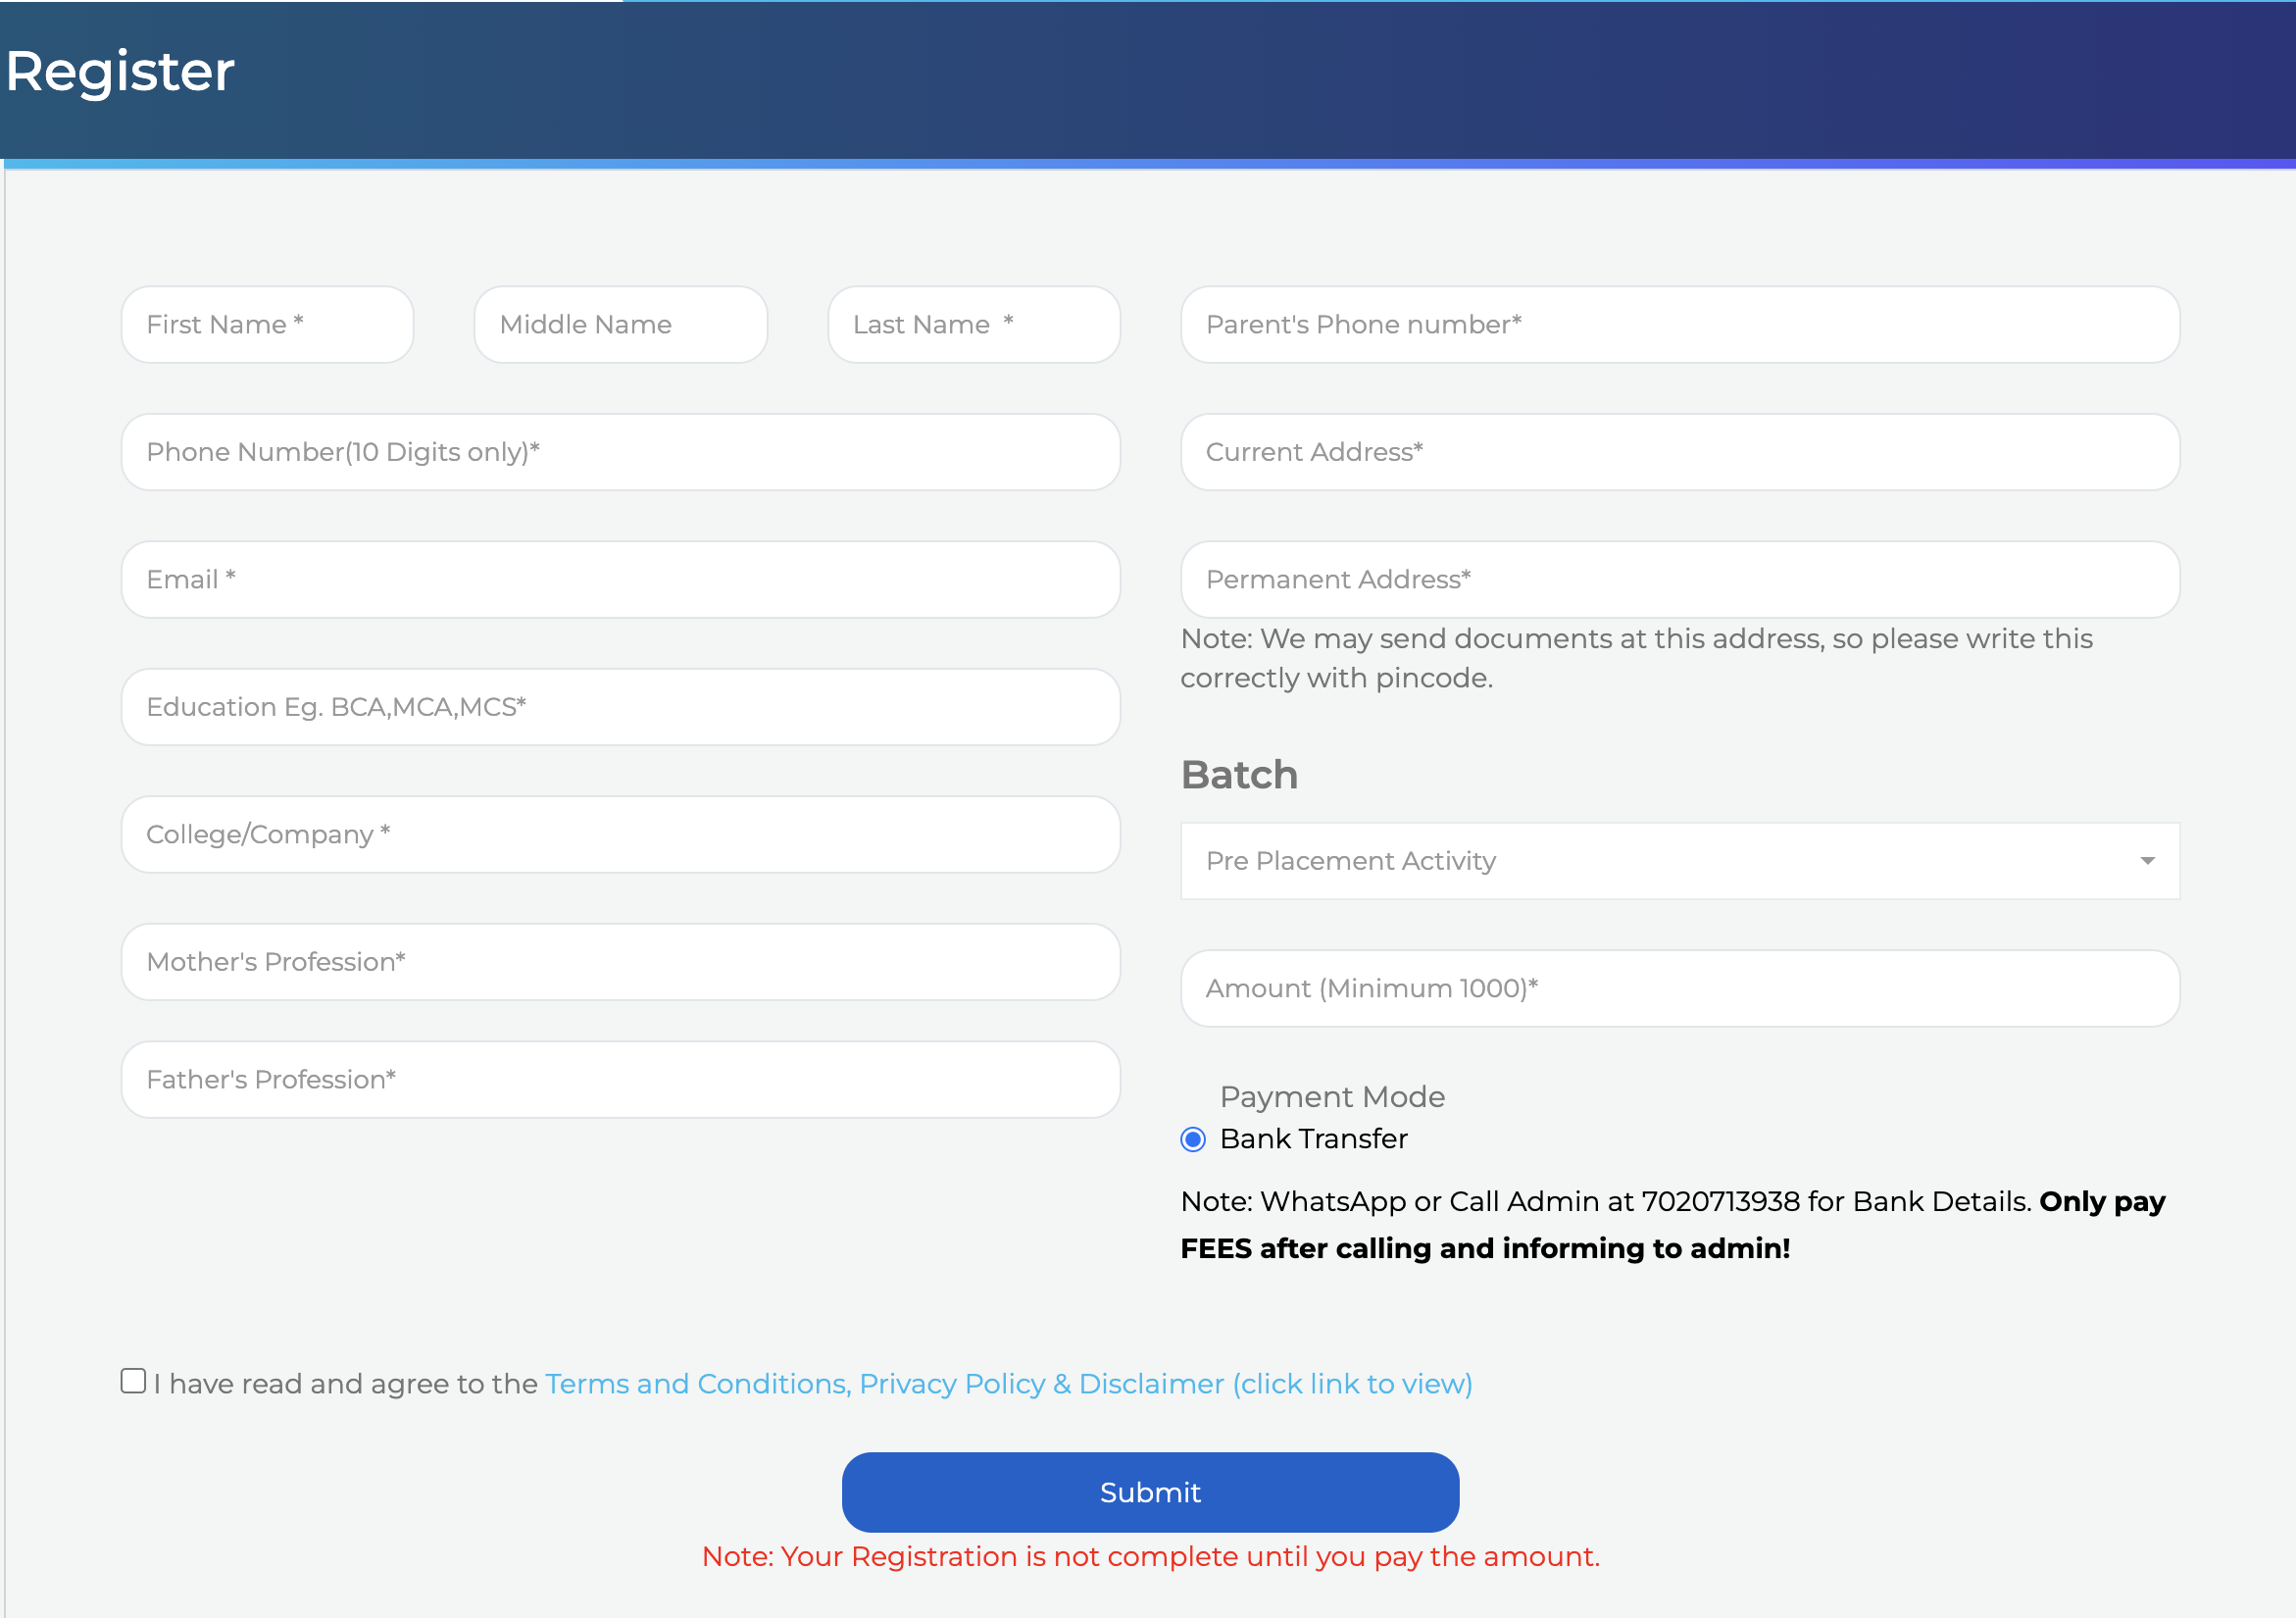 Register
First Name *
Middle Name
Last Name  *
Phone Number(10 Digits only)*
Email *
Education Eg. BCA,MCA,MCS*
College/Company *
Mother's Profession*
Father's Profession*
Parent's Phone number*
Current Address*
Permanent Address*
Note: We may send documents at this address, so please write this
correctly with pincode.
Batch
Pre Placement Activity
Amount (Minimum 1000)*
Payment Mode
Bank Transfer
Note: WhatsApp or Call Admin at 7020713938 for Bank Details. Only pay
FEES after calling and informing to admin!
I have read and agree to the Terms and Conditions, Privacy Policy & Disclaimer (click link to view)
Submit
Note: Your Registration is not complete until you pay the amount.